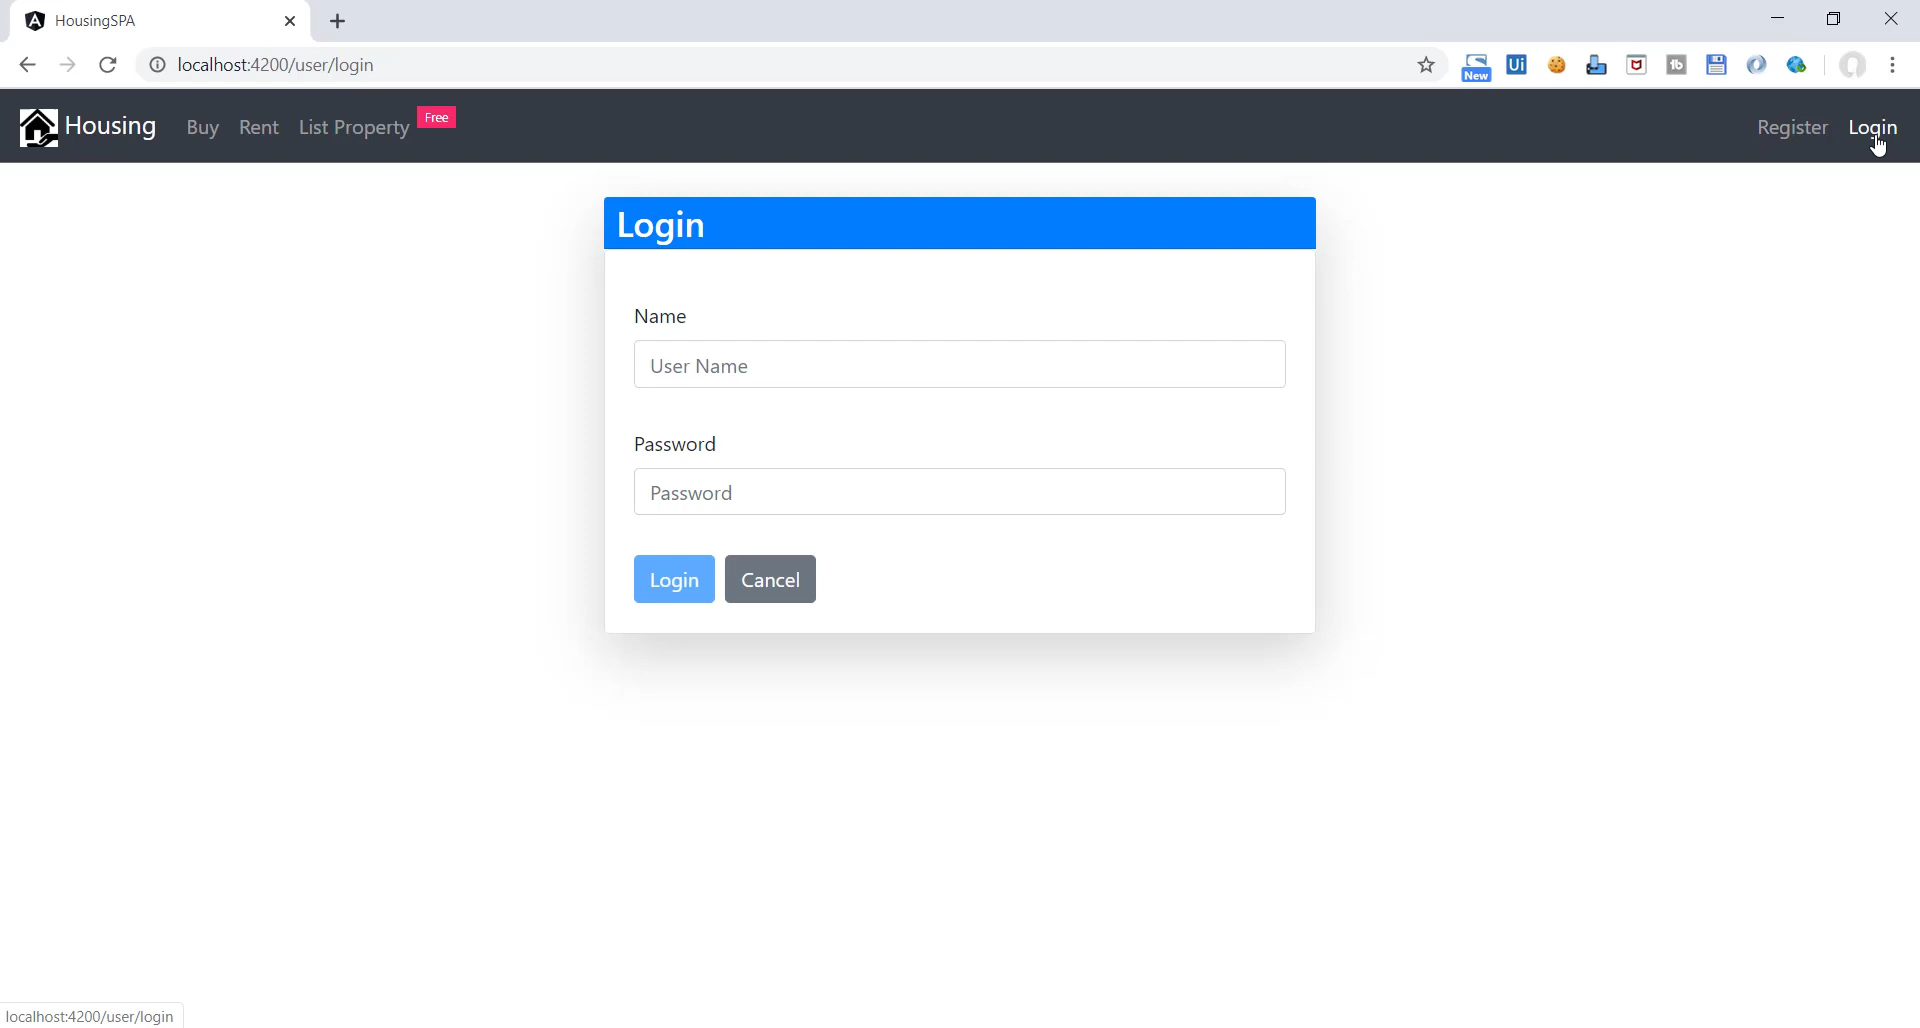 HousingSPA
localhost:4200/user/login
New
Ui
tb
Housing Buy Rent List Property Free Register Login
Login
Name
User Name
Password
Password
Login Cancel
localhost:4200/user/login